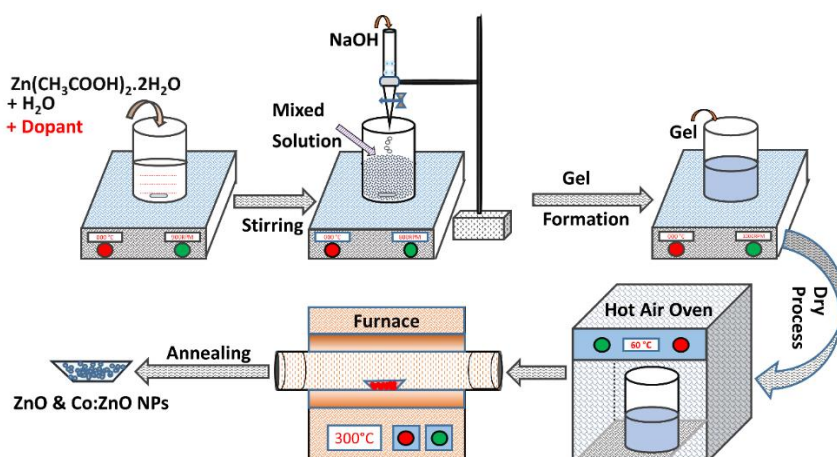 Zn(CH₃COOH)₂.2H₂O
+ H₂O
+ Dopant
Stirring
NaOH
Mixed
Solution
Gel
Formation
Gel
Dry
Process
Hot Air Oven
60 °C
Furnace
300°C
Annealing
ZnO & Co:ZnO NPs